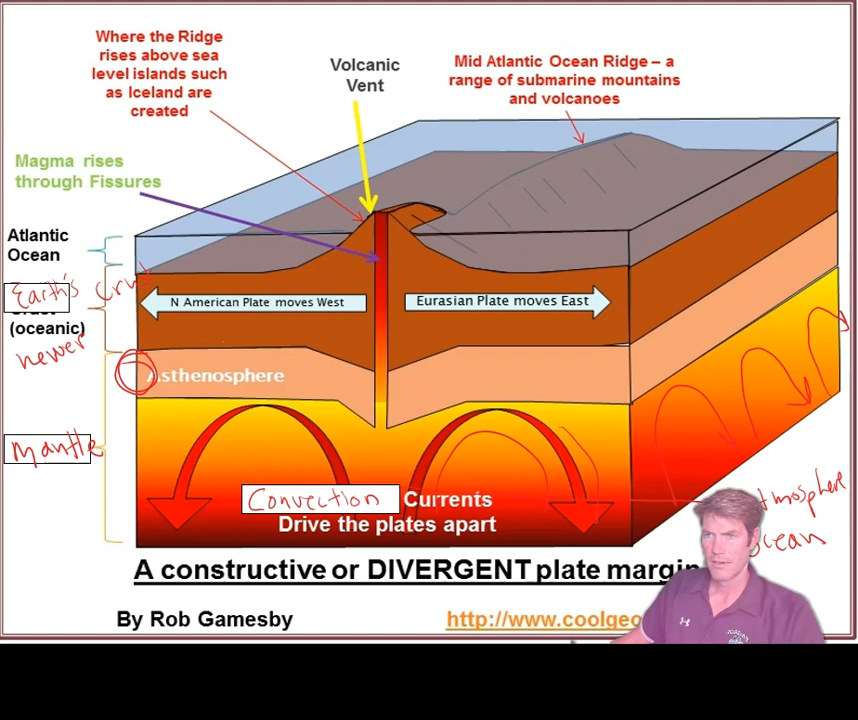 Where the Ridge
rises above sea
level islands such
as Iceland are
created
Volcanic
Vent
Mid Atlantic Ocean Ridge – a
range of submarine mountains
and volcanoes
Magma rises
through Fissures
Atlantic
Ocean
Earth's Crust
(oceanic)
newer
N American Plate moves West
Eurasian Plate moves East
Asthenosphere
Mantle
Convection Currents
Drive the plates apart
A constructive or DIVERGENT plate margin
By Rob Gamesby
http://www.coolgeo